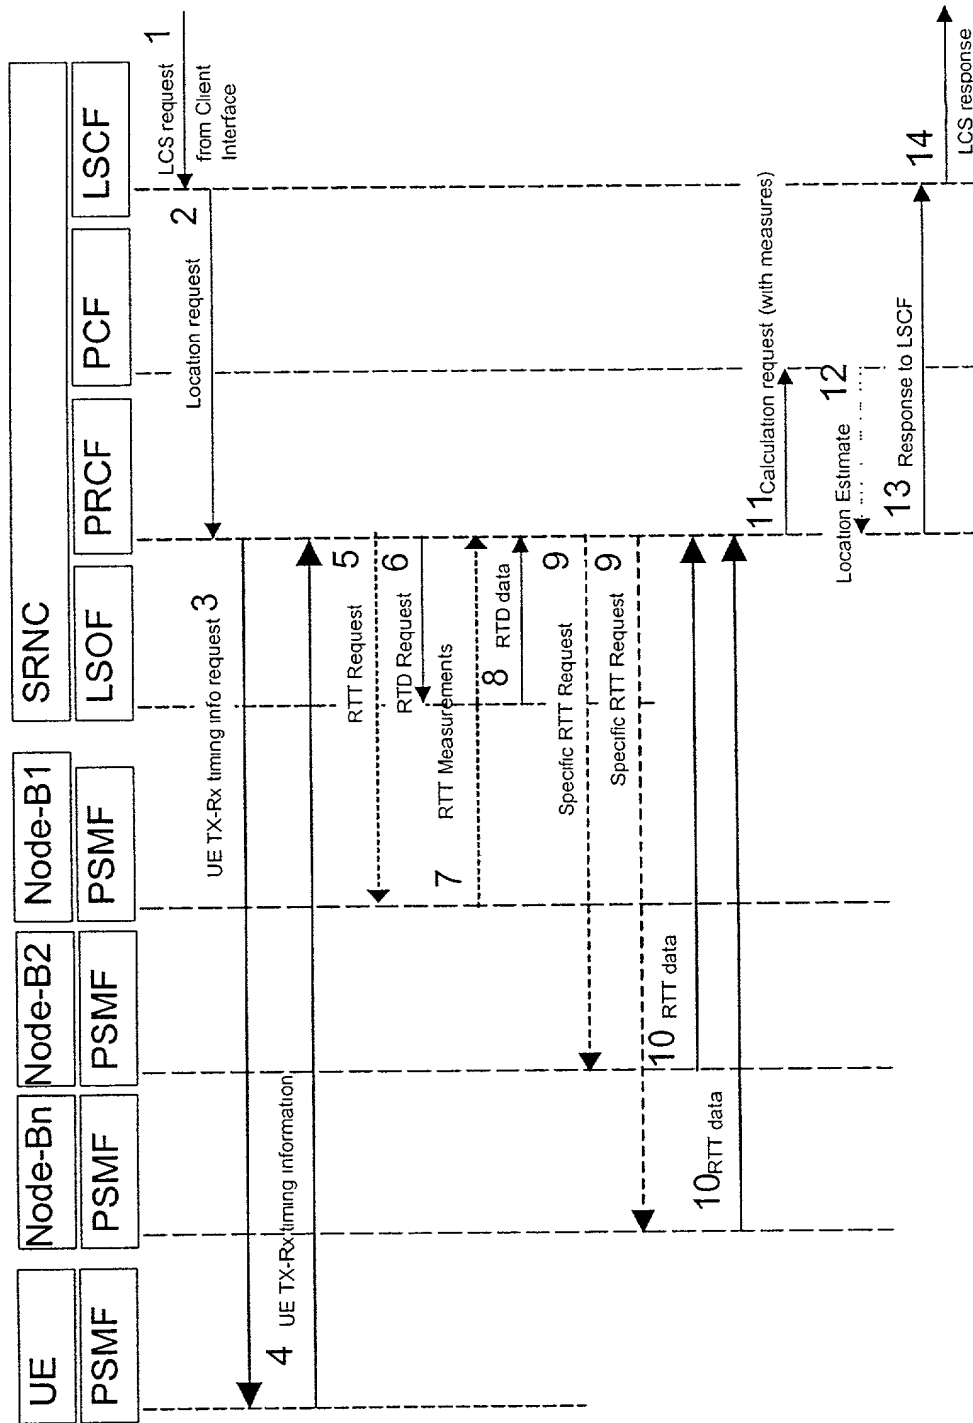 UE
Node-Bn
Node-B2
Node-B1
SRNC
PSMF
PSMF
PSMF
PSMF
LSOF
PRCF
PCF
LSCF
LCS request 1
from Client
Interface
2
Location request
UE TX-Rx timing info request 3
4 UE TX-Rx timing information
5
RTT Request
6
RTD Request
7 RTT Measurements
8 RTD data
9
Specific RTT Request
9
Specific RTT Request
10 RTT data
10 RTT data
11 Calculation request (with measures)
Location Estimate 12
13 Response to LSCF
14
LCS response